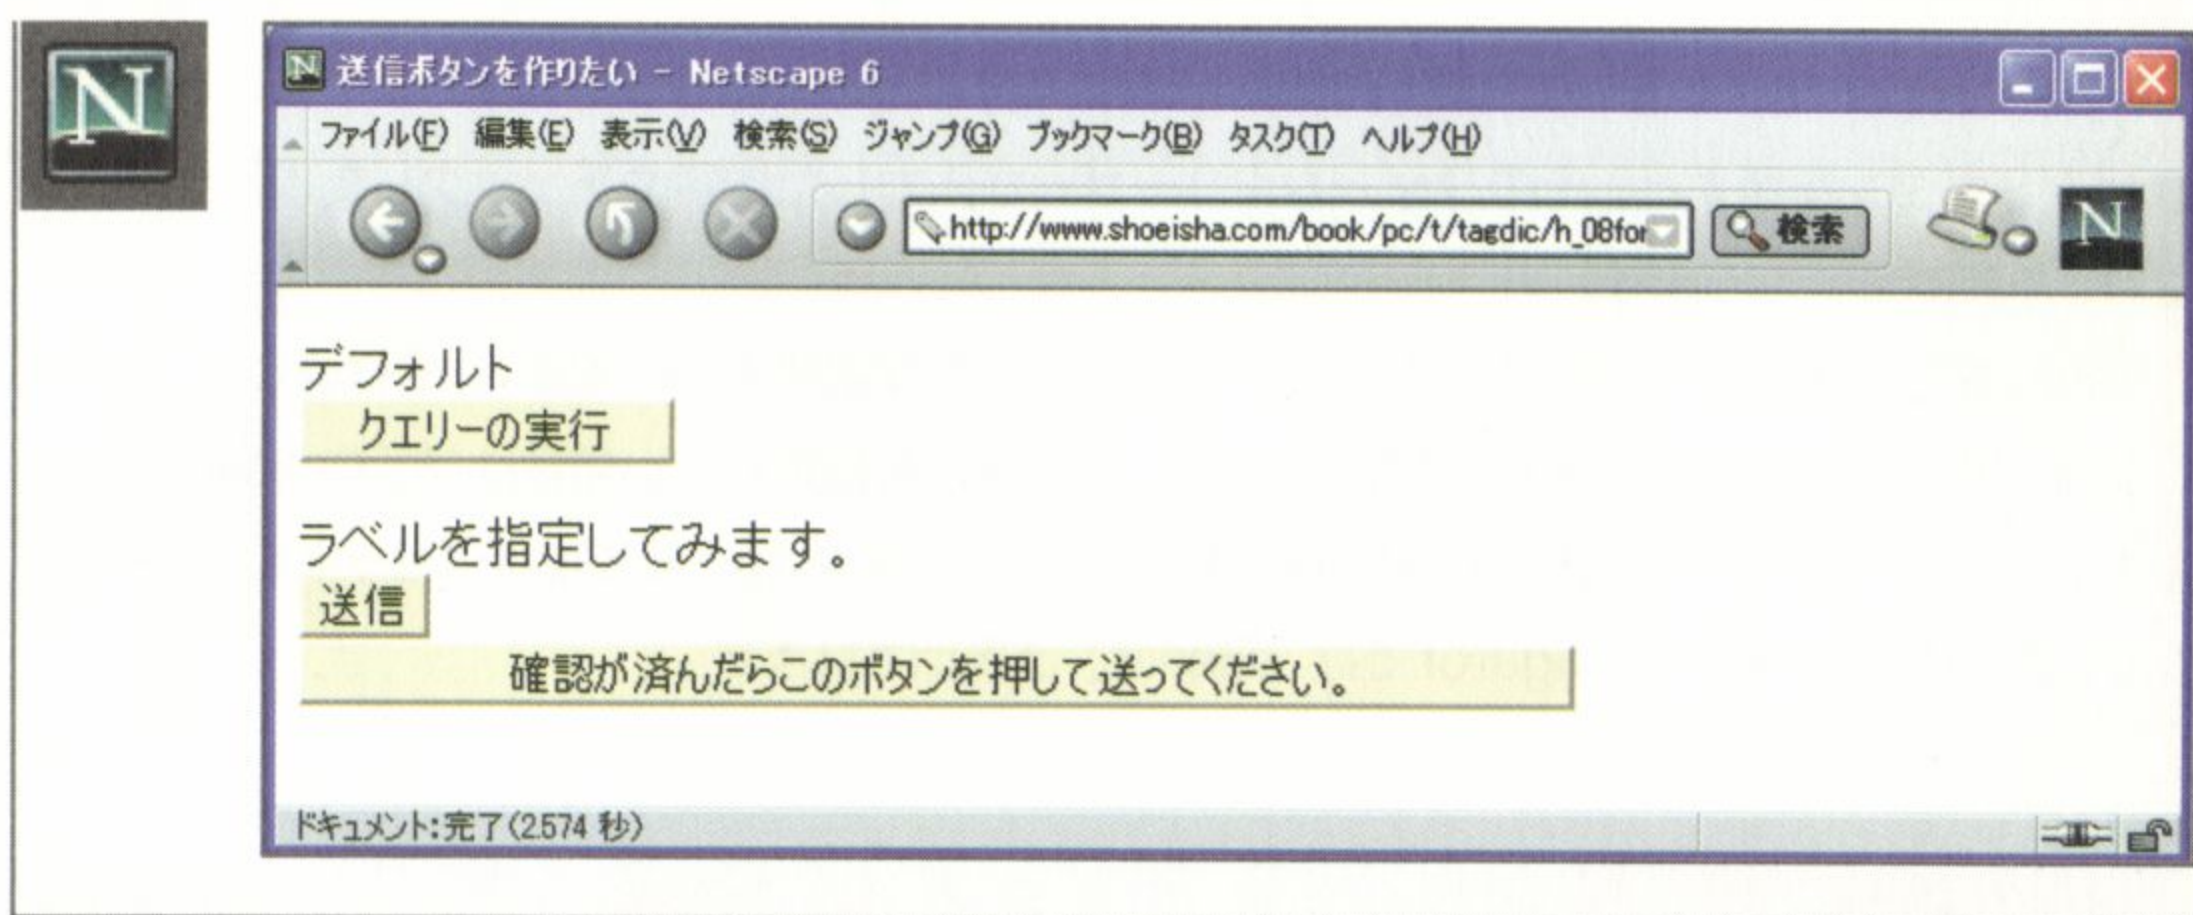 N
送信ボタンを作りたい - Netscape 6
ファイル(F) 編集(E) 表示(V) 検索(S) ジャンプ(G) ブックマーク(B) タスク(T) ヘルプ(H)
http://www.shoeisha.com/book/pc/t/tagdic/h_08for 検索 N
デフォルト
クエリーの実行
ラベルを指定してみます。
送信
確認が済んだらこのボタンを押して送ってください。
ドキュメント:完了(2.574 秒)